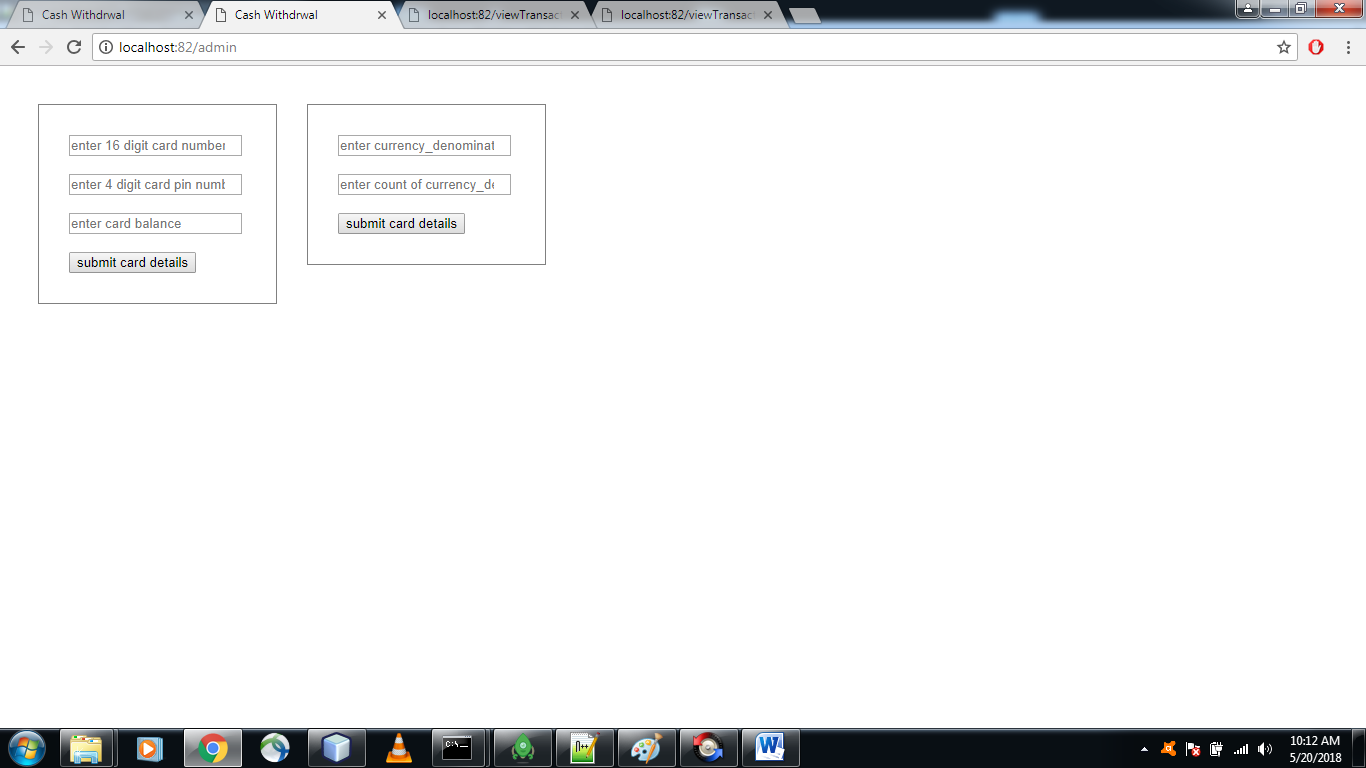 Cash Withdrwal
Cash Withdrwal
localhost:82/viewTransac
localhost:82/viewTransac
localhost:82/admin
enter 16 digit card number
enter 4 digit card pin numb
enter card balance
submit card details
enter currency_denominat
enter count of currency_de
submit card details
C:\-
N++
W
10:12 AM
5/20/2018